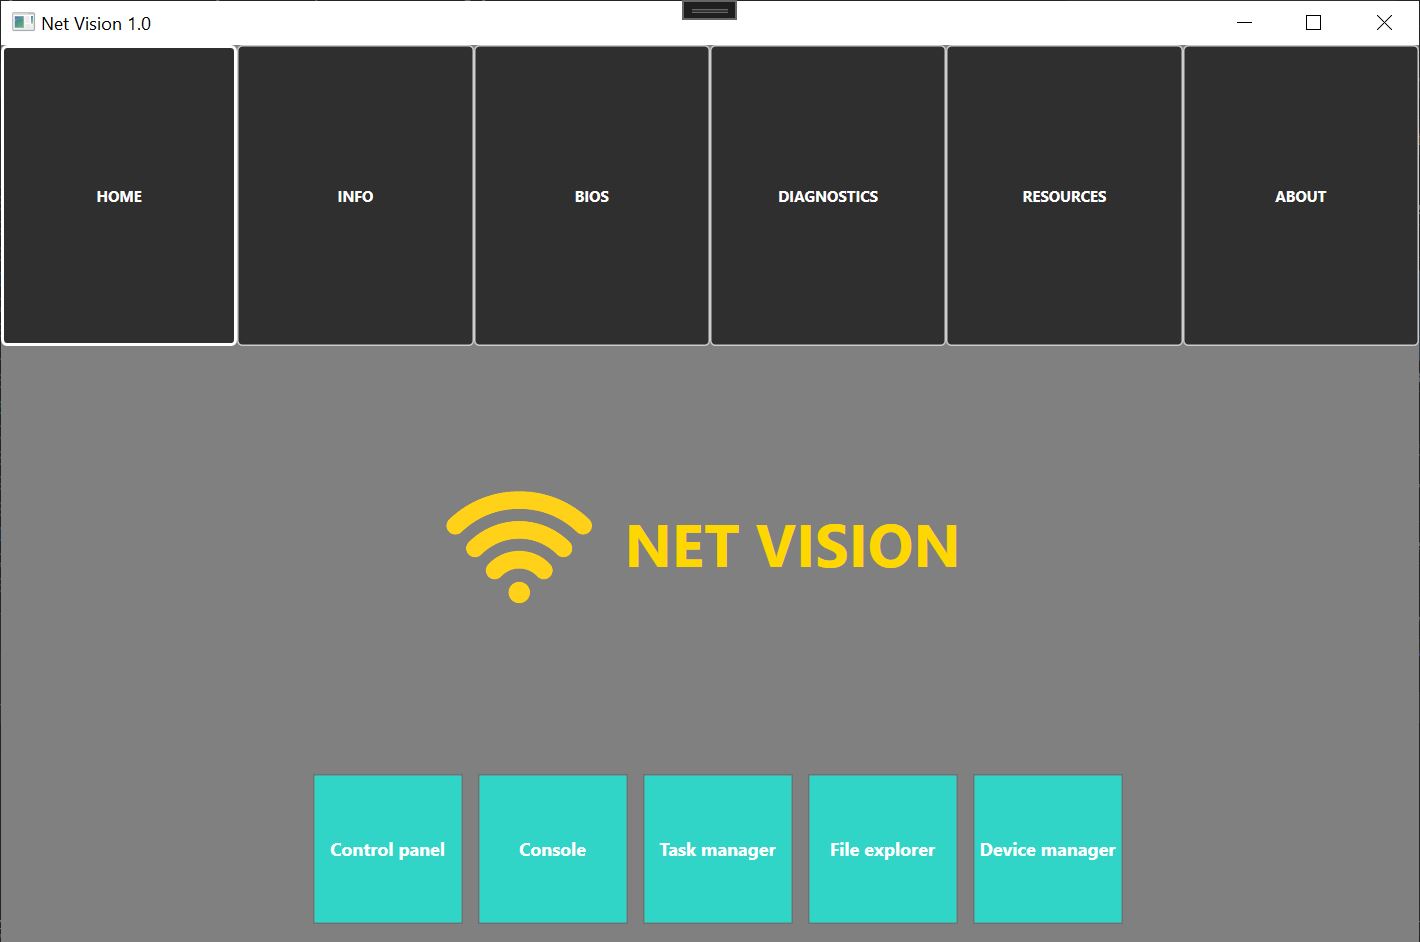 Net Vision 1.0
HOME INFO BIOS DIAGNOSTICS RESOURCES ABOUT
NET VISION
Control panel Console Task manager File explorer Device manager